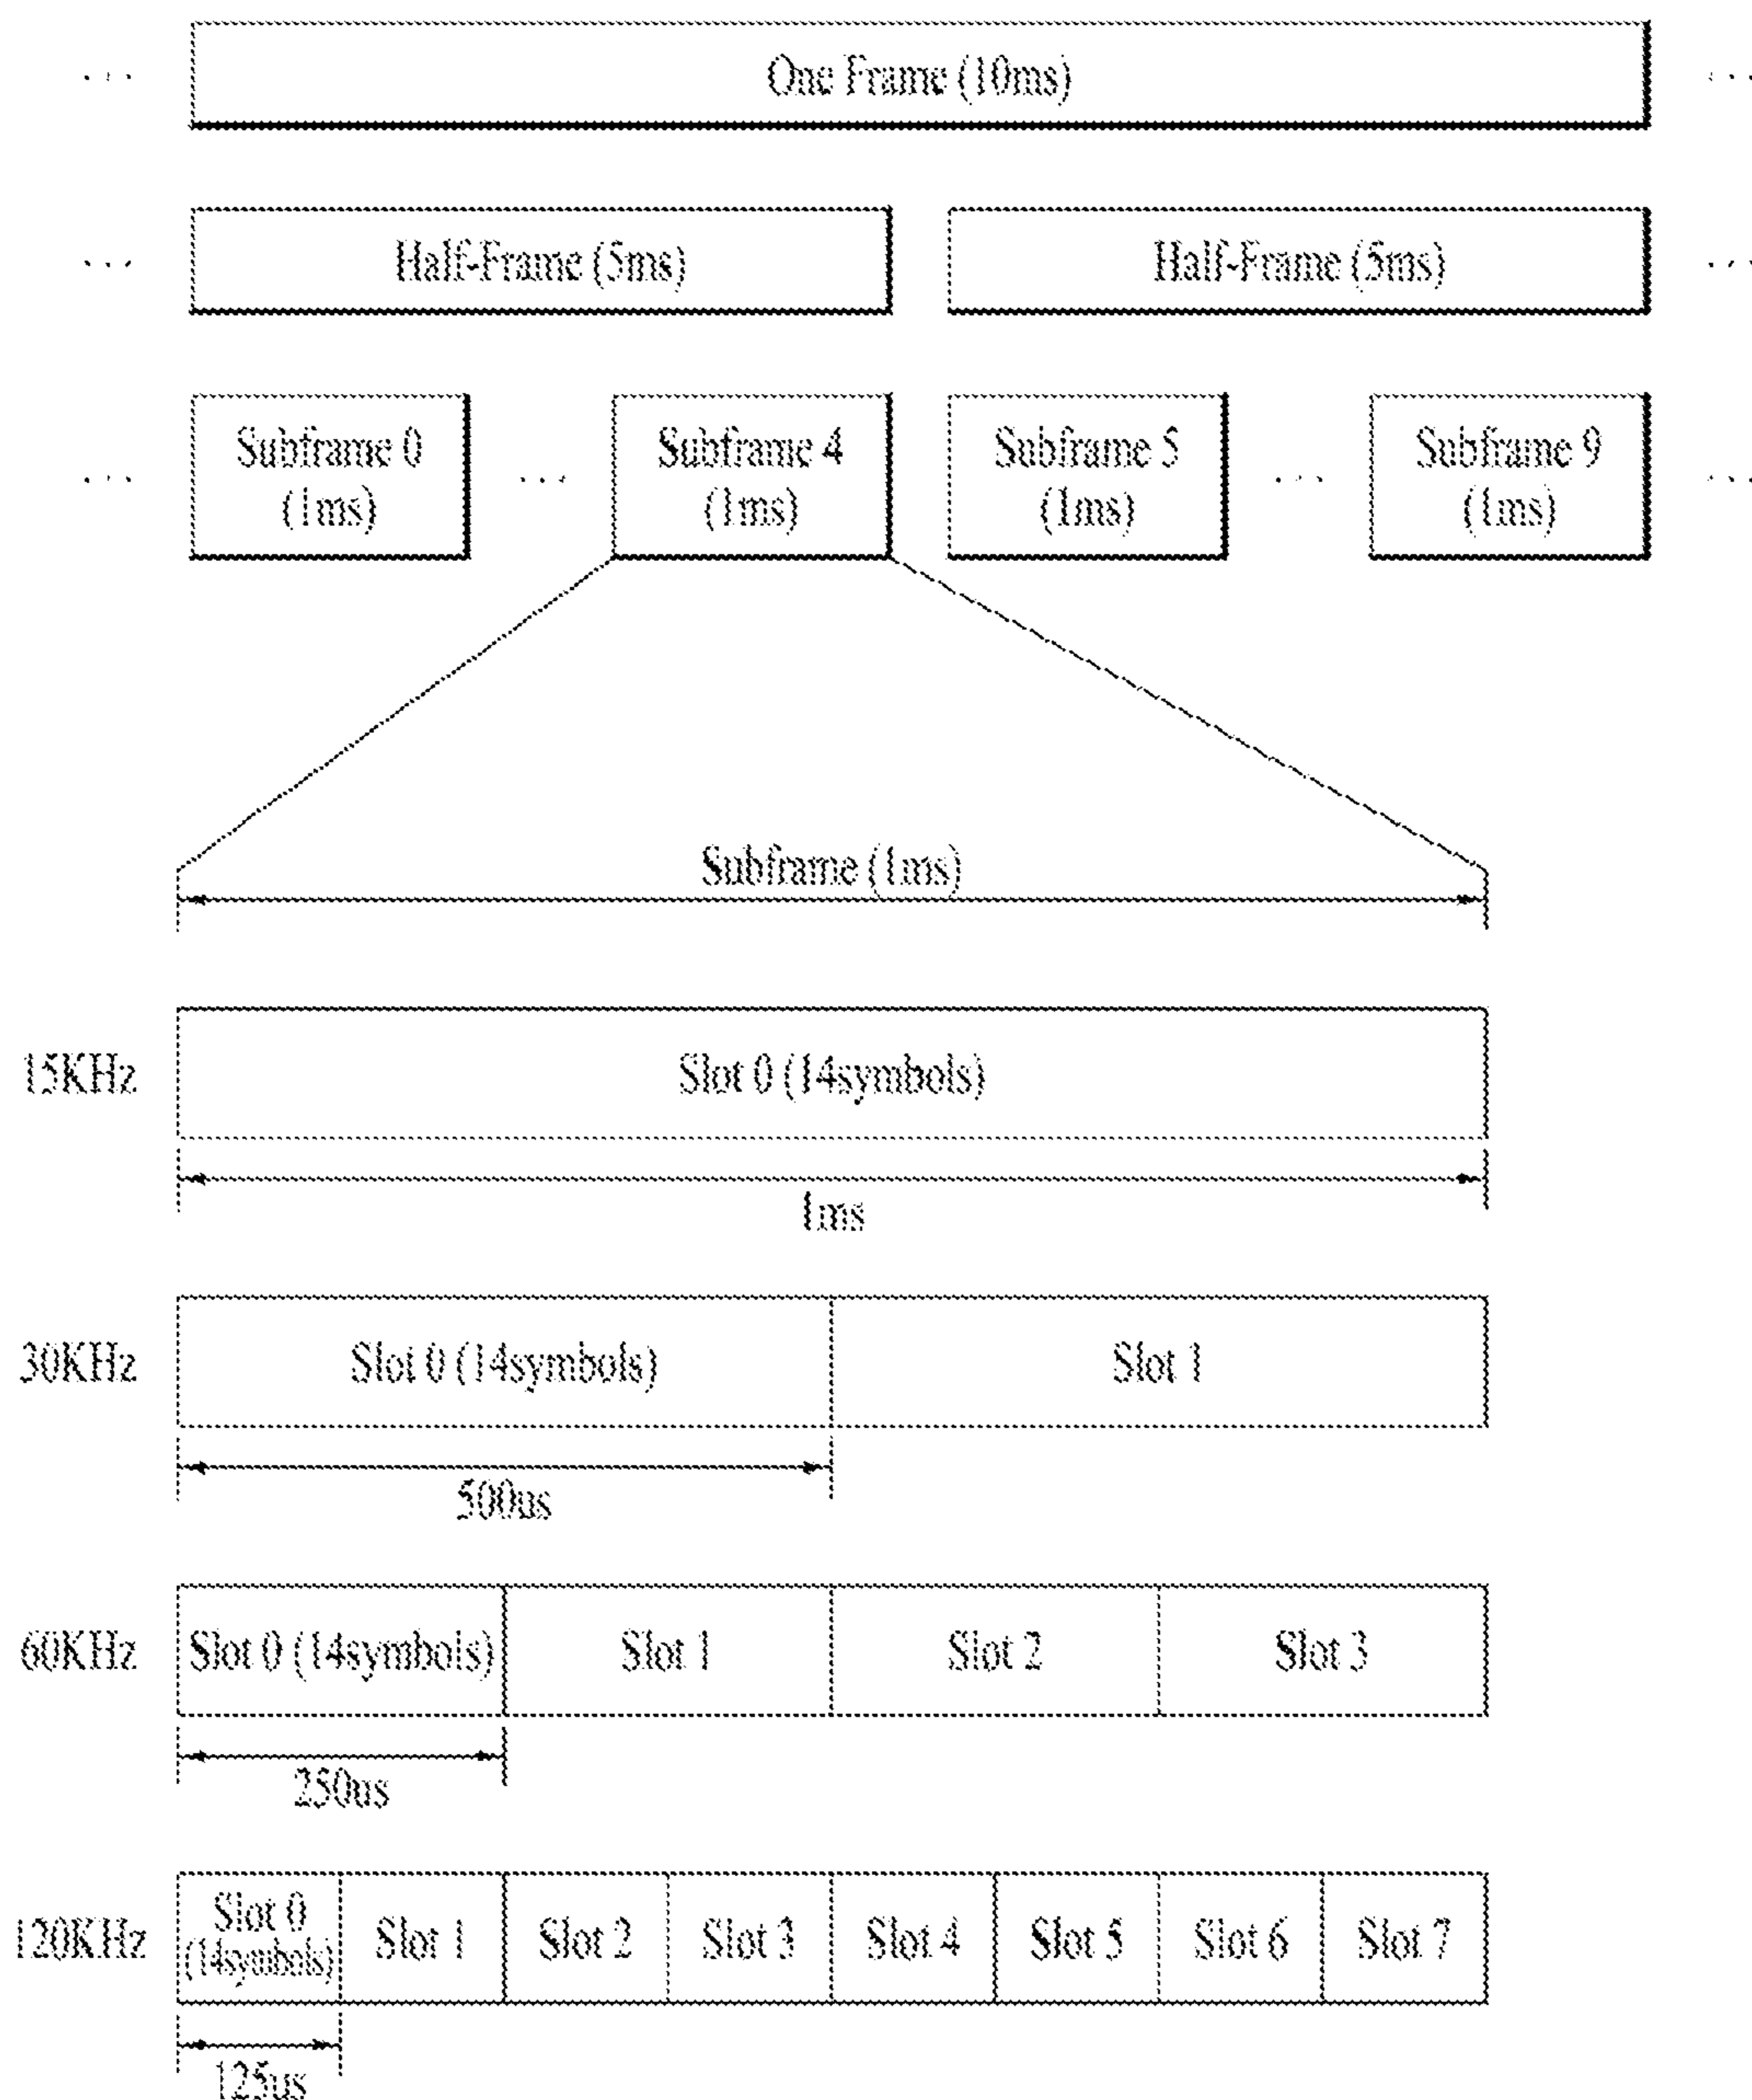 One Frame (10ms)
Half-Frame (5ms)
Half-Frame (5ms)
Subframe 0
(1ms)
Subframe 4
(1ms)
Subframe 5
(1ms)
Subframe 9
(1ms)
Subframe (1ms)
15KHz
Slot 0 (14symbols)
1ms
30KHz
Slot 0 (14symbols)
Slot 1
500us
60KHz
Slot 0 (14symbols)
Slot 1
Slot 2
Slot 3
250us
120KHz
Slot 0
(14symbols)
Slot 1
Slot 2
Slot 3
Slot 4
Slot 5
Slot 6
Slot 7
125us